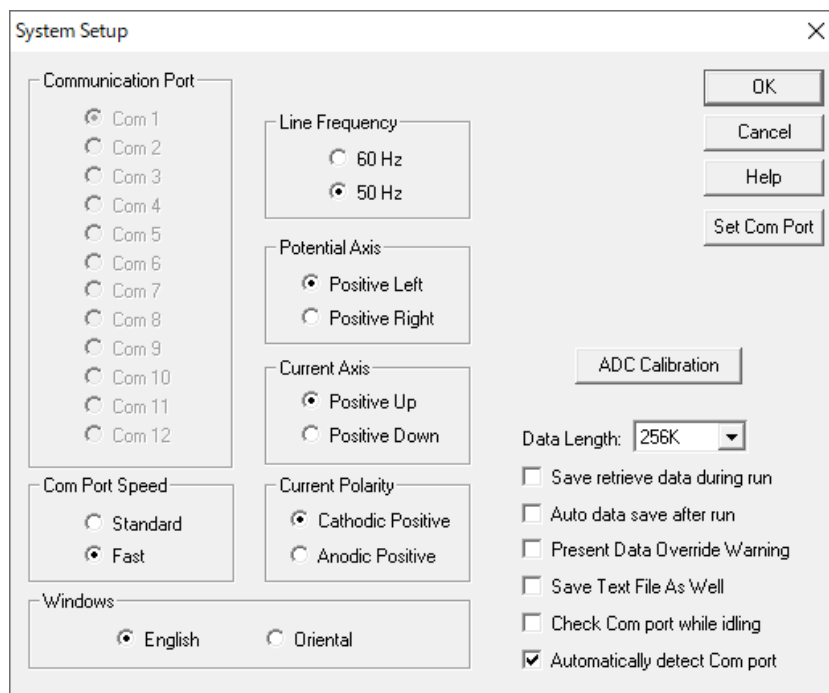 System Setup
Communication Port
Com 1
Com 2
Com 3
Com 4
Com 5
Com 6
Com 7
Com 8
Com 9
Com 10
Com 11
Com 12
Com Port Speed
Standard
Fast
Windows
English
Oriental
Line Frequency
60 Hz
50 Hz
Potential Axis
Positive Left
Positive Right
Current Axis
Positive Up
Positive Down
Current Polarity
Cathodic Positive
Anodic Positive
OK
Cancel
Help
Set Com Port
ADC Calibration
Data Length: 256K
Save retrieve data during run
Auto data save after run
Present Data Override Warning
Save Text File As Well
Check Com port while idling
Automatically detect Com port